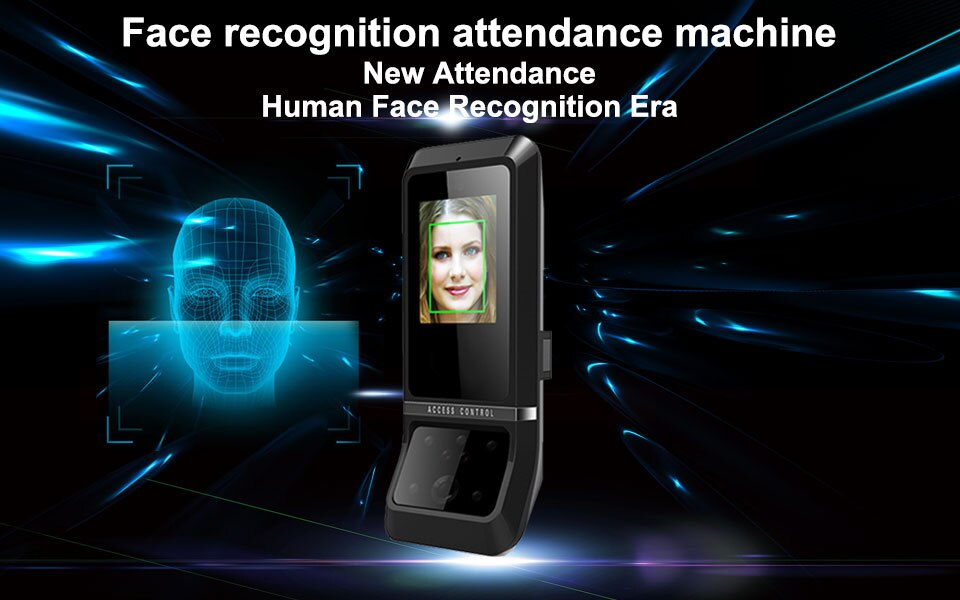 Face recognition attendance machine
New Attendance
Human Face Recognition Era
ACCESS CONTROL